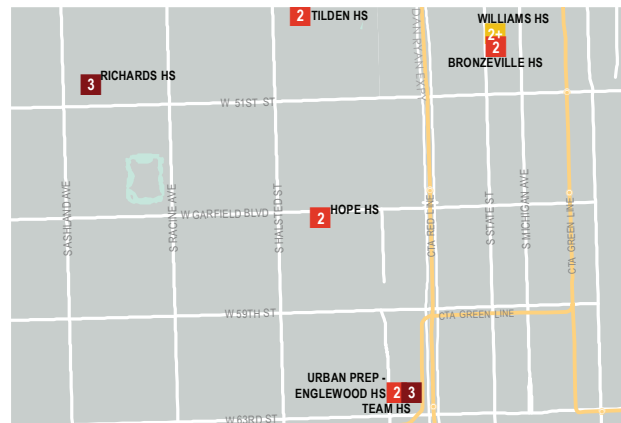 2 TILDEN HS
WILLIAMS HS
2+
2
BRONZEVILLE HS
DAN RYAN EXPY
RICHARDS HS
3
W 51ST ST
S ASHLAND AVE
S RACINE AVE
S HALSTED ST
W GARFIELD BLVD
2 HOPE HS
CTA RED LINE
S STATE ST
S MICHIGAN AVE
CTA GREEN LINE
W 59TH ST
CTA GREEN LINE
URBAN PREP -
ENGLEWOOD HS 2 3
TEAM HS
W 63RD ST